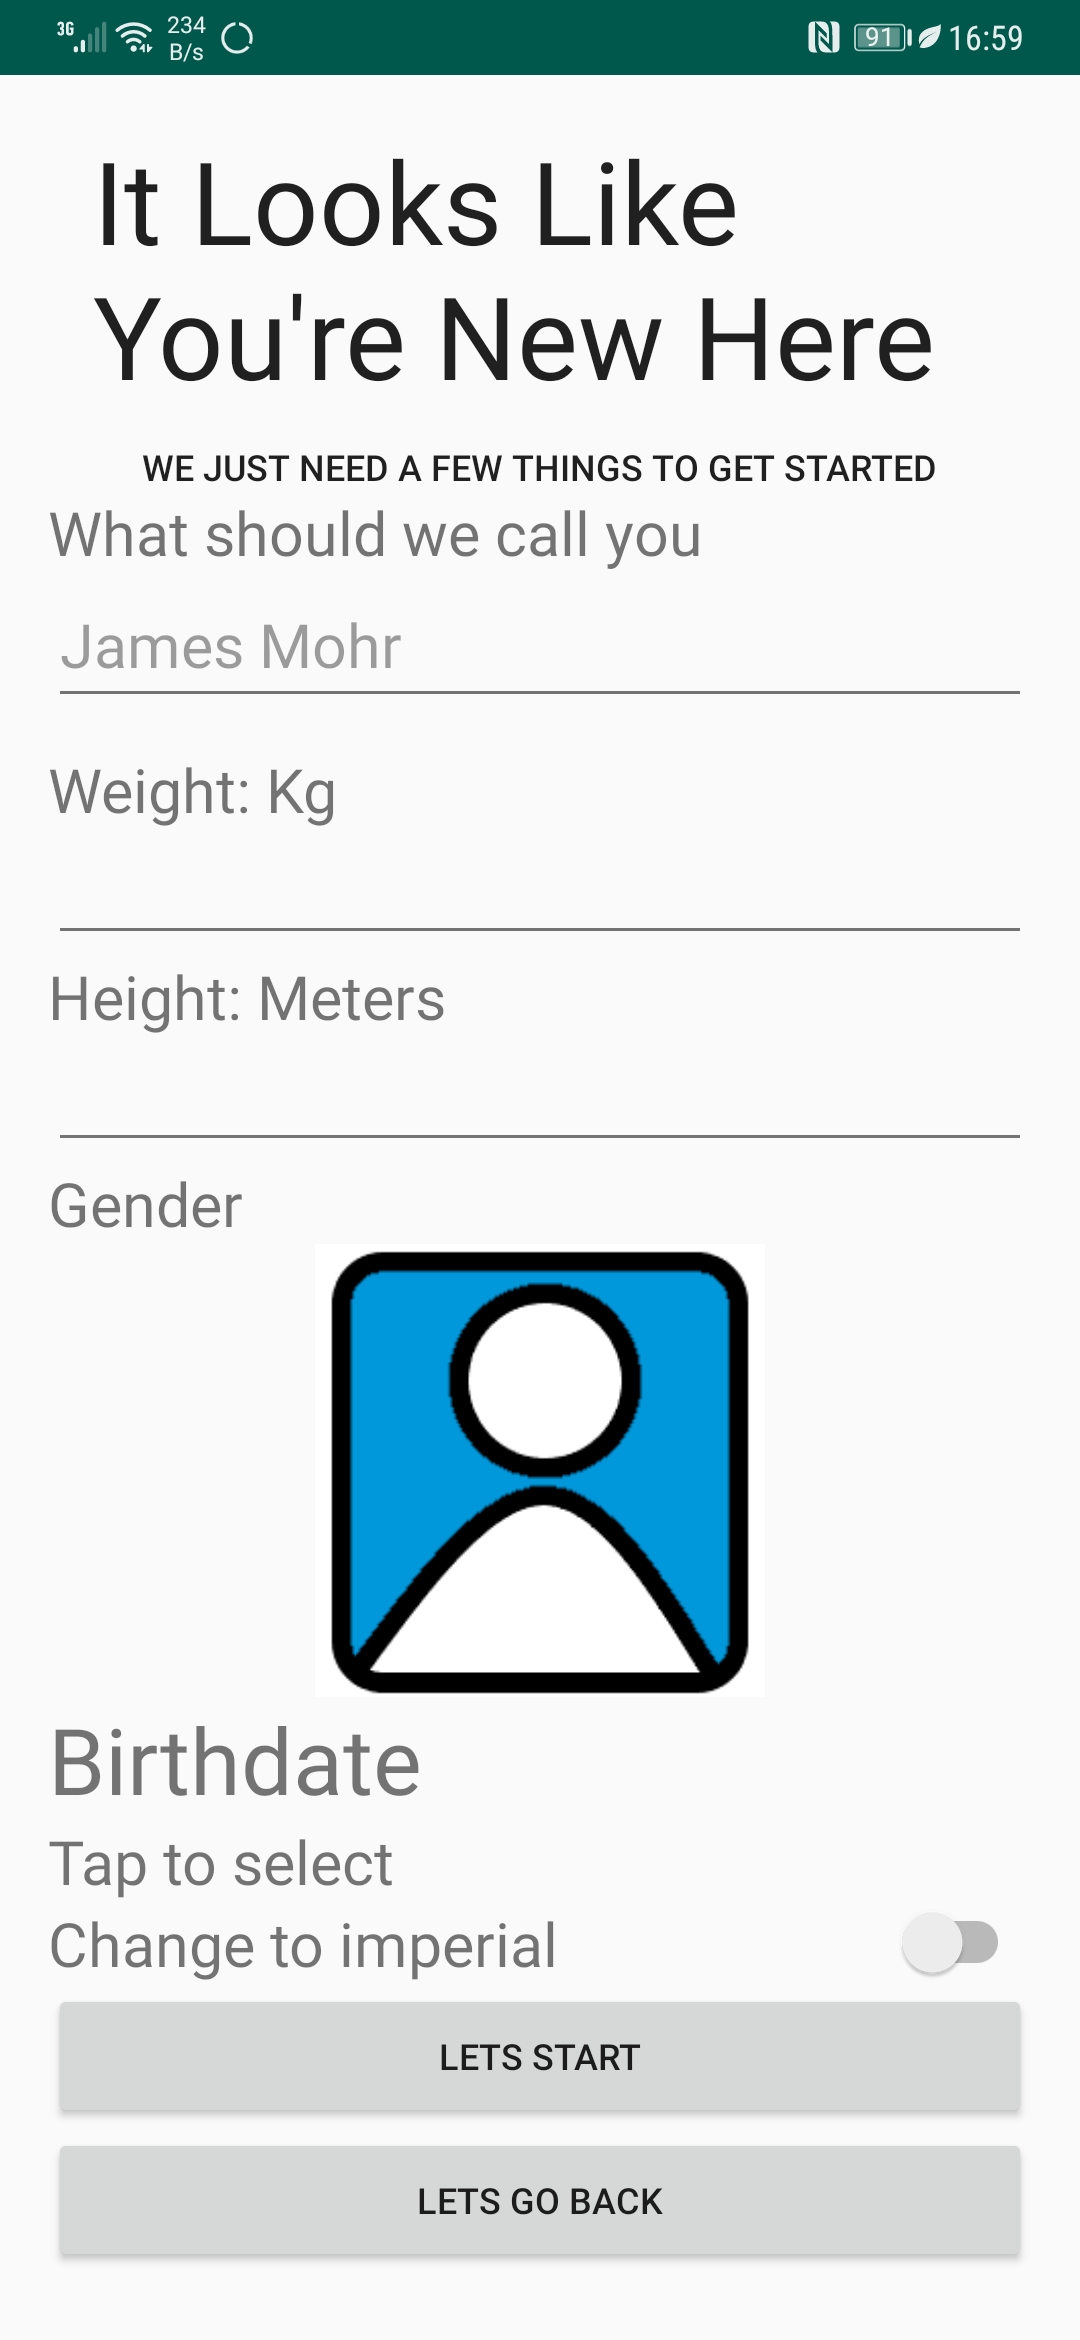 3G 234 B/s 91 16:59
It Looks Like
You're New Here
WE JUST NEED A FEW THINGS TO GET STARTED
What should we call you
James Mohr
Weight: Kg
Height: Meters
Gender
Birthdate
Tap to select
Change to imperial
LETS START
LETS GO BACK